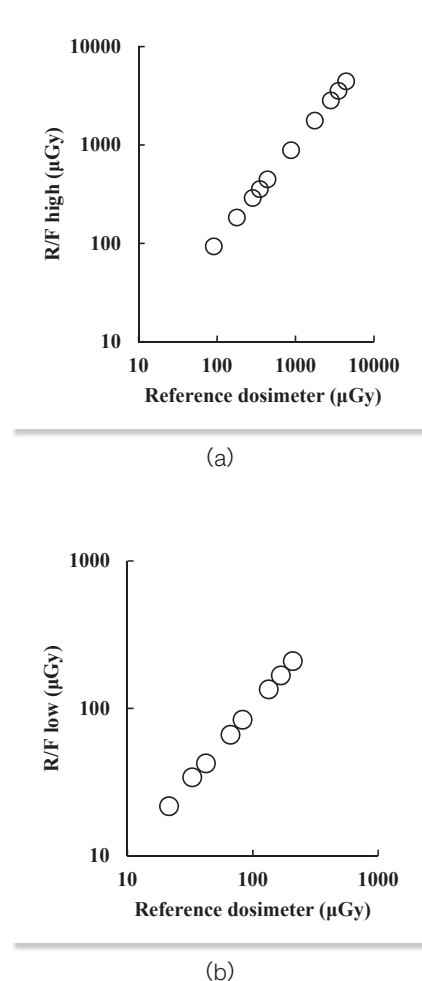 10000
1000
100
10
R/F high (μGy)
10 100 1000 10000
Reference dosimeter (μGy)
(a)
1000
100
10
R/F low (μGy)
10 100 1000
Reference dosimeter (μGy)
(b)